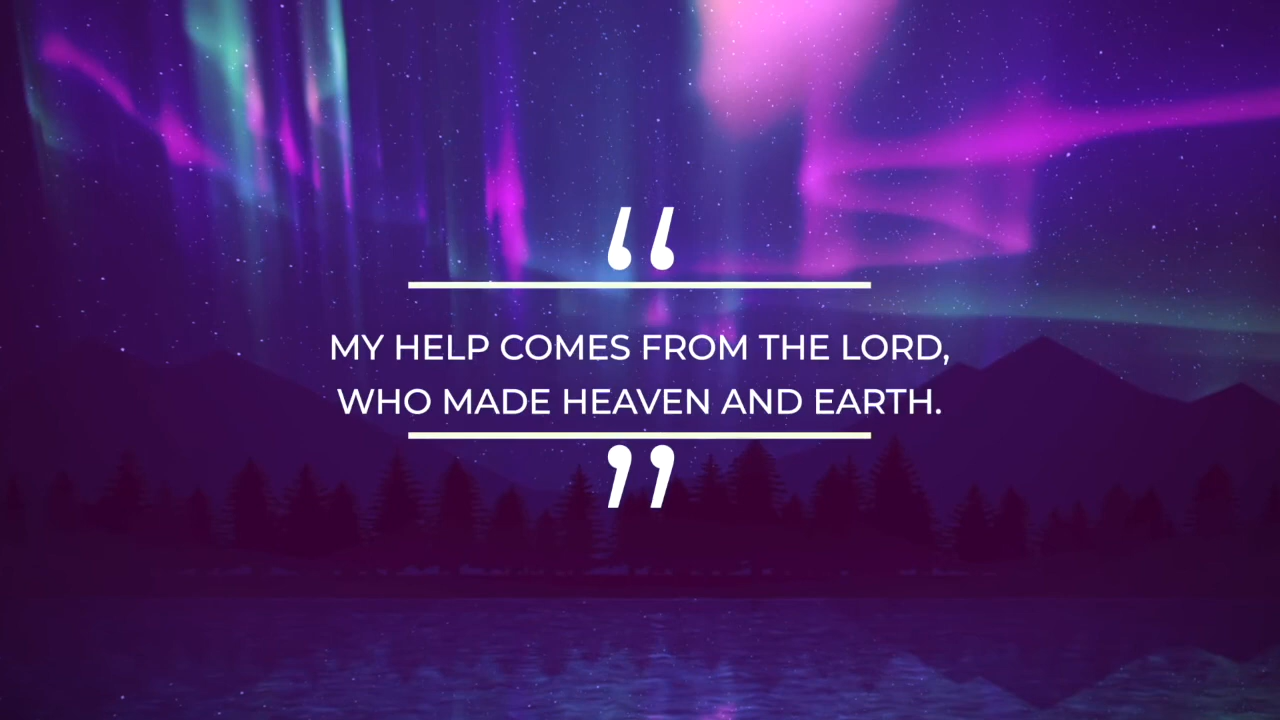 “
MY HELP COMES FROM THE LORD,
WHO MADE HEAVEN AND EARTH.
”